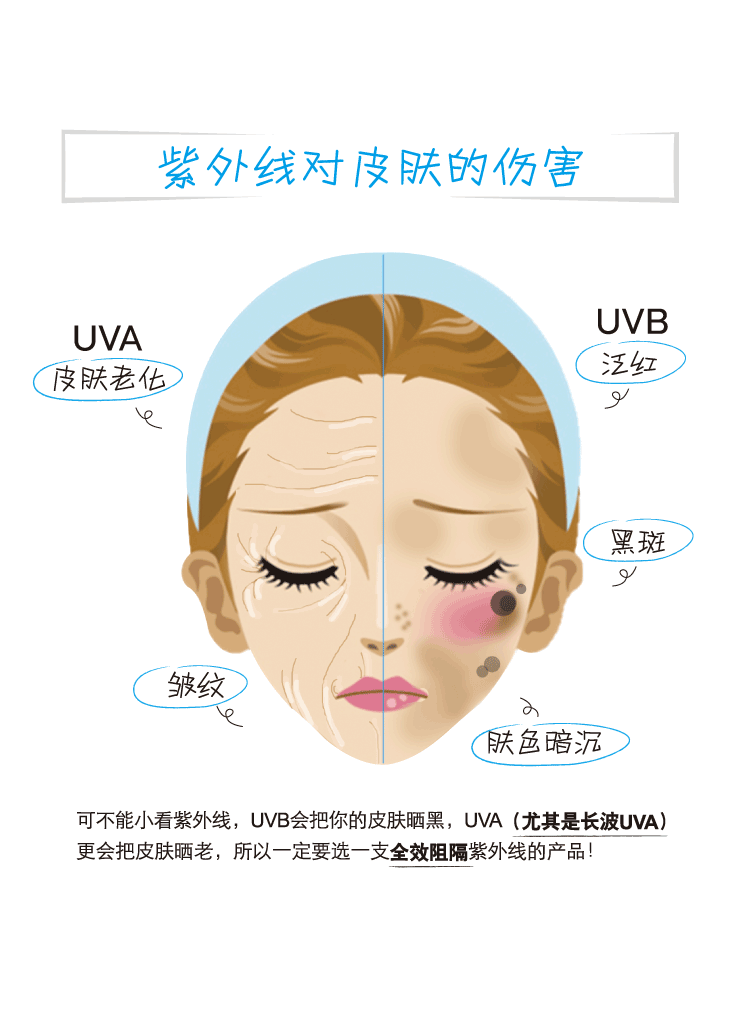 紫外线对皮肤的伤害
UVA
皮肤老化
UVB
泛红
黑斑
皱纹
肤色暗沉
可不能小看紫外线，UVB会把你的皮肤晒黑，UVA（尤其是长波UVA）
更会把皮肤晒老，所以一定要选一支全效阻隔紫外线的产品！